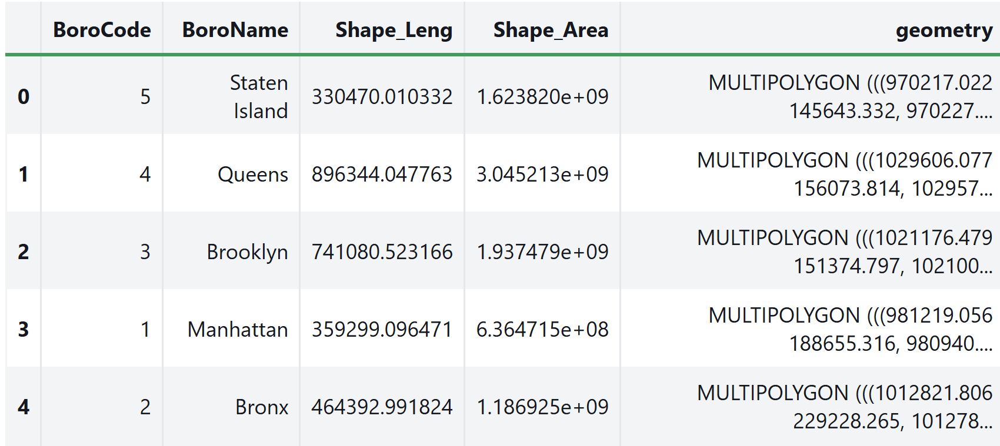 BoroCode BoroName Shape_Leng Shape_Area geometry
0 5 Staten Island 330470.010332 1.623820e+09 MULTIPOLYGON (((970217.022 145643.332, 970227....
1 4 Queens 896344.047763 3.045213e+09 MULTIPOLYGON (((1029606.077 156073.814, 102957...
2 3 Brooklyn 741080.523166 1.937479e+09 MULTIPOLYGON (((1021176.479 151374.797, 102100...
3 1 Manhattan 359299.096471 6.364715e+08 MULTIPOLYGON (((981219.056 188655.316, 980940....
4 2 Bronx 464392.991824 1.186925e+09 MULTIPOLYGON (((1012821.806 229228.265, 101278...